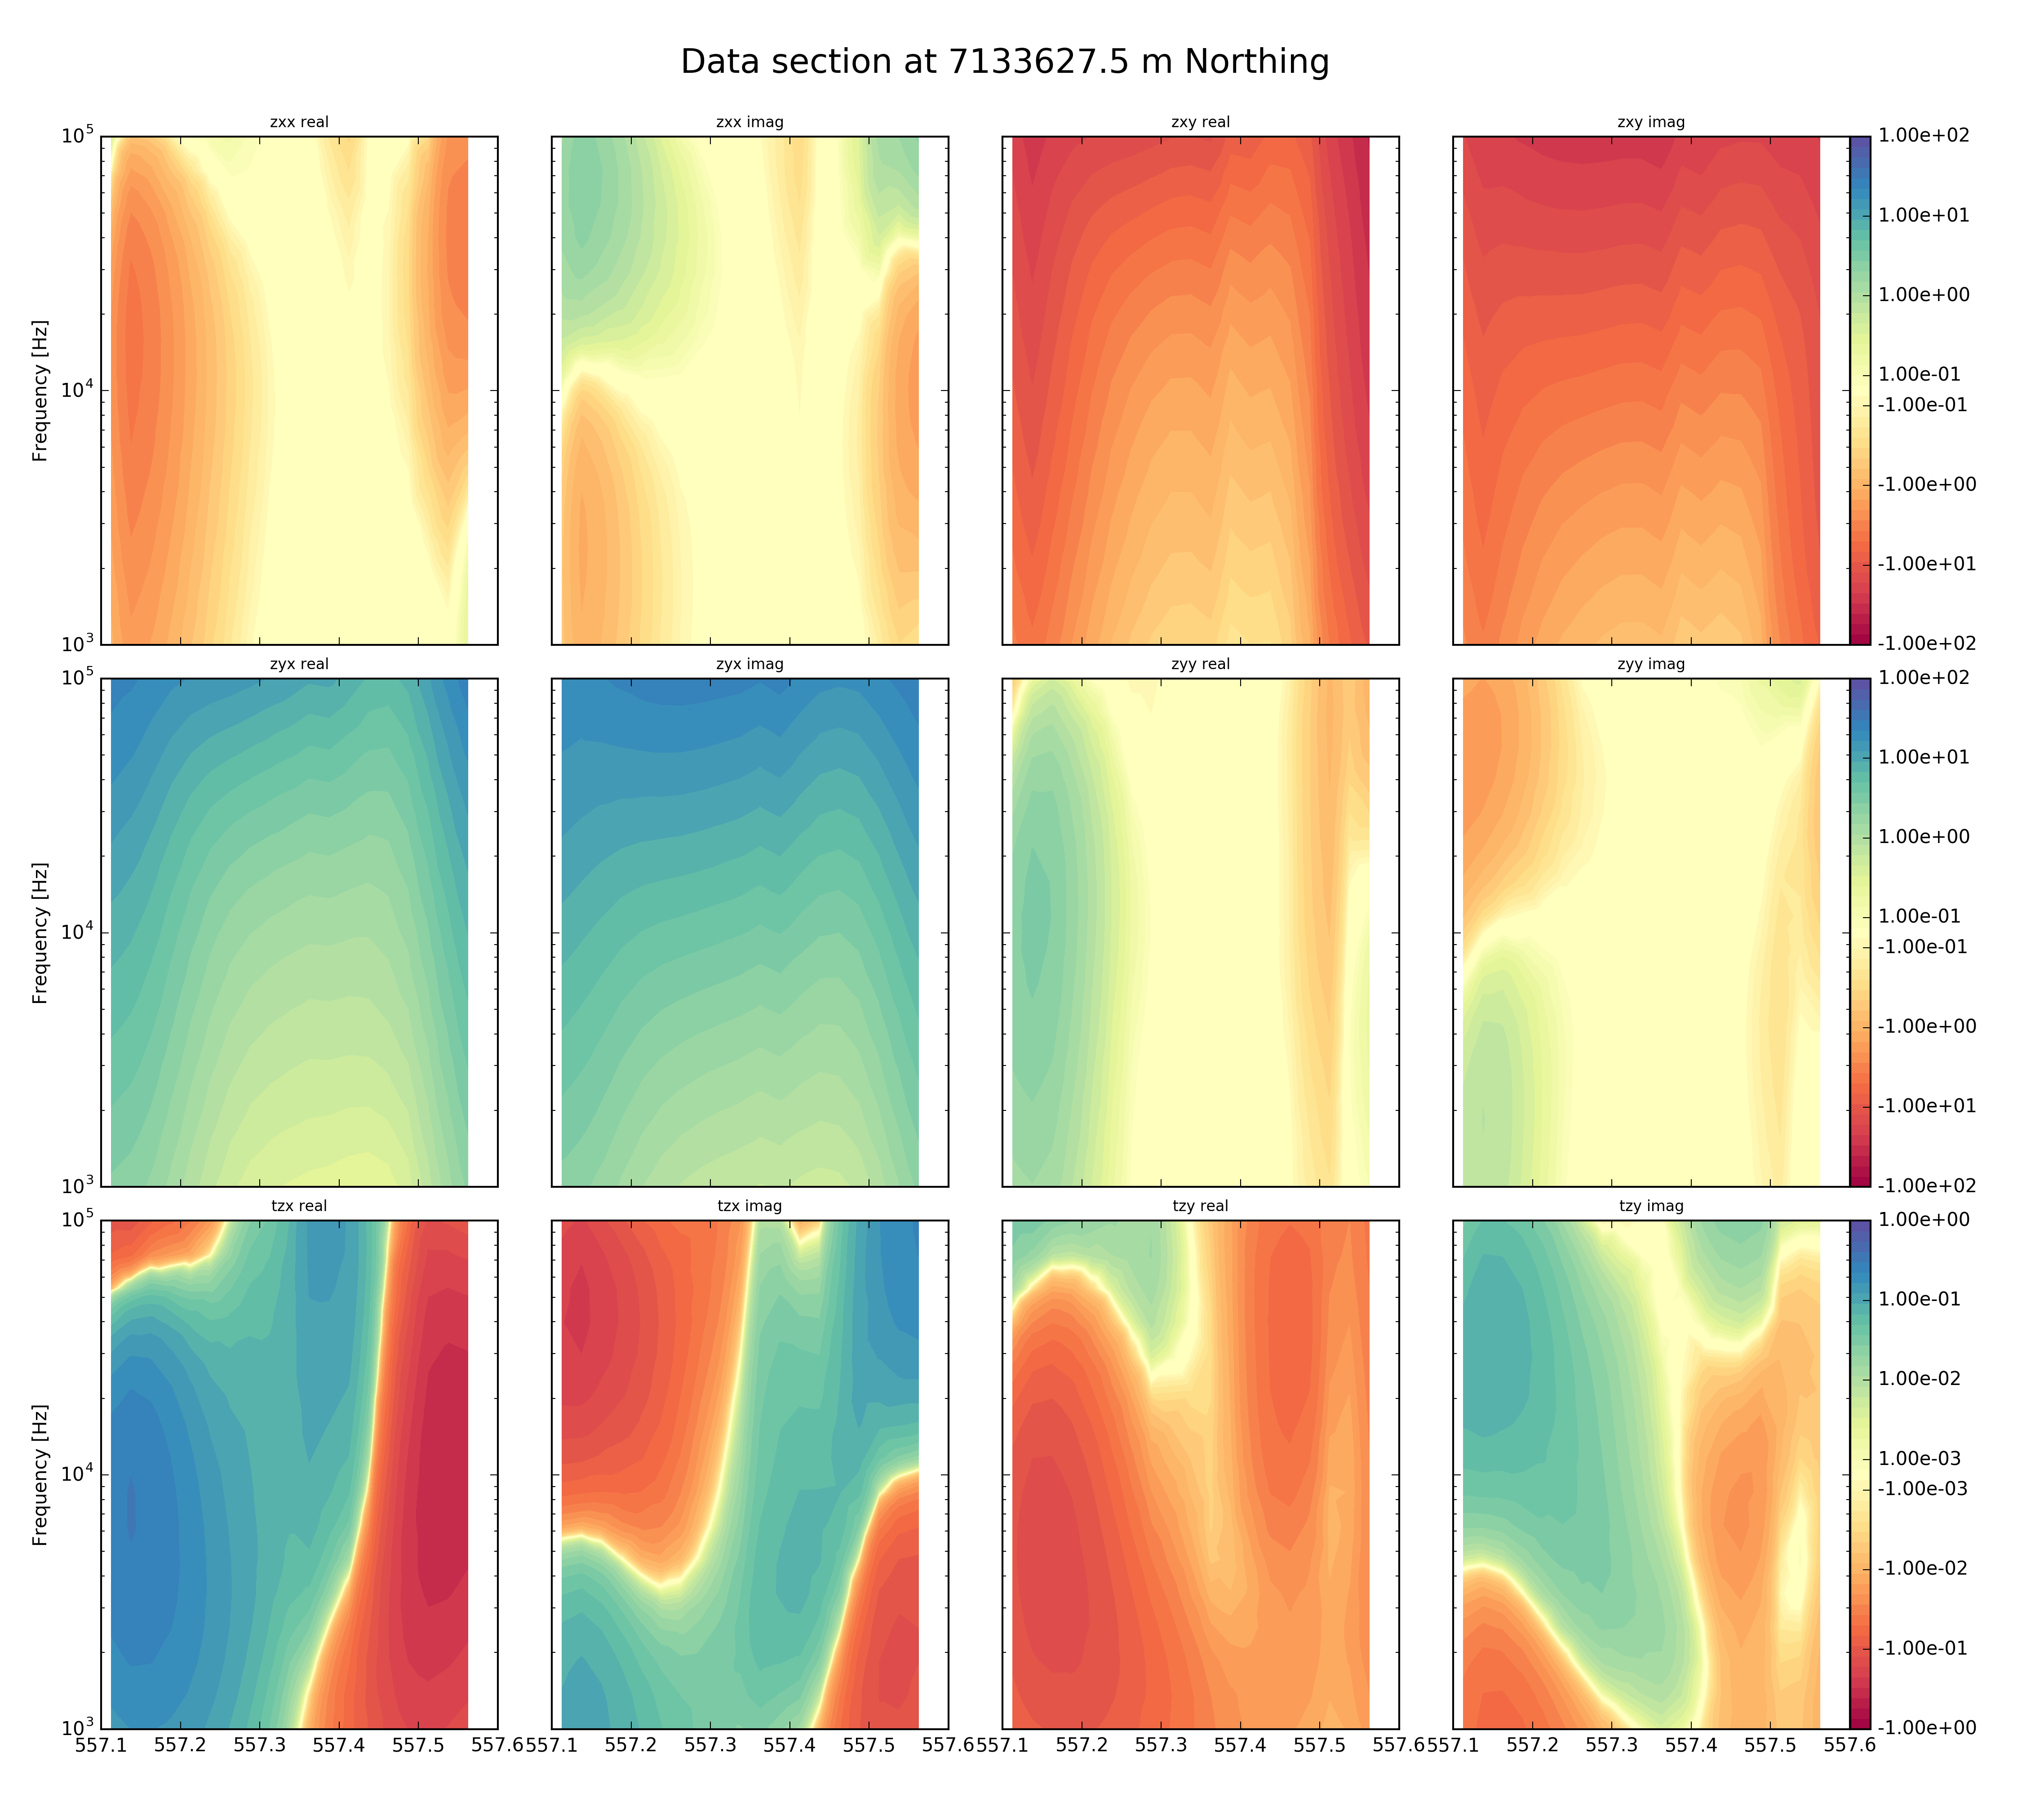 Data section at 7133627.5 m Northing
zxx real
zxx imag
zxy real
zxy imag
Frequency [Hz]
10^5
10^4
10^3
1.00e+02
1.00e+01
1.00e+00
1.00e-01
-1.00e-01
-1.00e+00
-1.00e+01
-1.00e+02
zyx real
zyx imag
zyy real
zyy imag
Frequency [Hz]
10^5
10^4
10^3
1.00e+02
1.00e+01
1.00e+00
1.00e-01
-1.00e-01
-1.00e+00
-1.00e+01
-1.00e+02
tzx real
tzx imag
tzy real
tzy imag
Frequency [Hz]
10^5
10^4
10^3
1.00e+00
1.00e-01
1.00e-02
1.00e-03
-1.00e-03
-1.00e-02
-1.00e-01
-1.00e+00
557.1 557.2 557.3 557.4 557.5 557.6
557.1 557.2 557.3 557.4 557.5 557.6
557.1 557.2 557.3 557.4 557.5 557.6
557.1 557.2 557.3 557.4 557.5 557.6